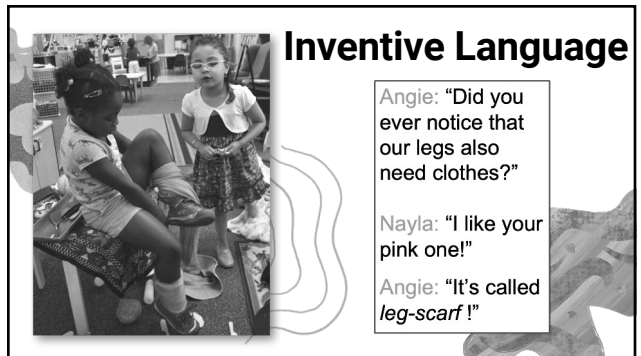 Inventive Language
Angie: “Did you
ever notice that
our legs also
need clothes?”
Nayla: “I like your
pink one!”
Angie: “It’s called
leg-scarf !”